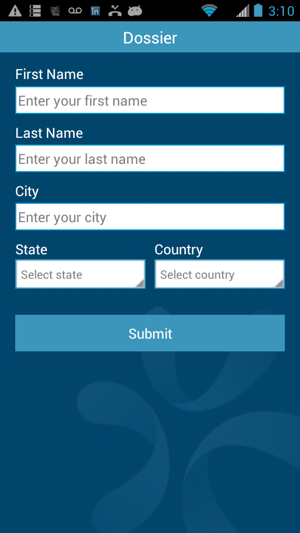 3:10
Dossier
First Name
Enter your first name
Last Name
Enter your last name
City
Enter your city
State Country
Select state Select country
Submit